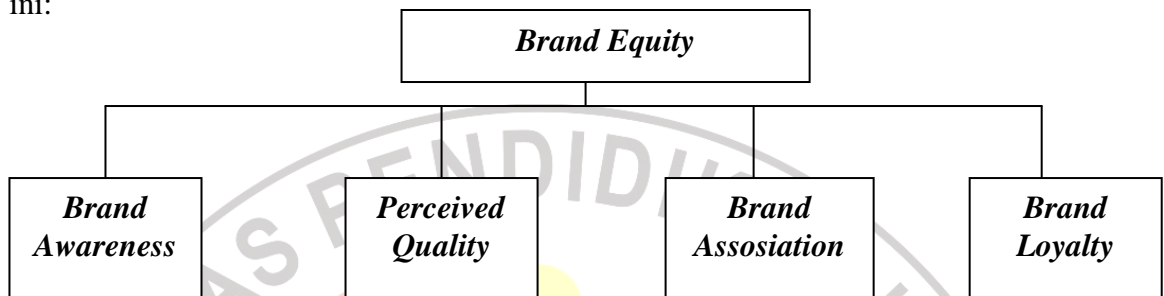 ini:
Brand Equity
Brand
Awareness
Perceived
Quality
Brand
Assosiation
Brand
Loyalty